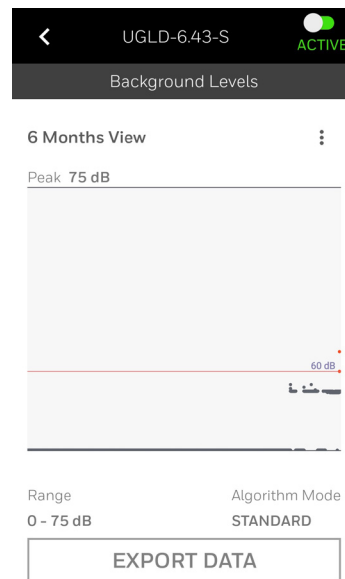 UGLD-6.43-S
ACTIVE
Background Levels
6 Months View
Peak 75 dB
60 dB
Range
Algorithm Mode
0 - 75 dB
STANDARD
EXPORT DATA